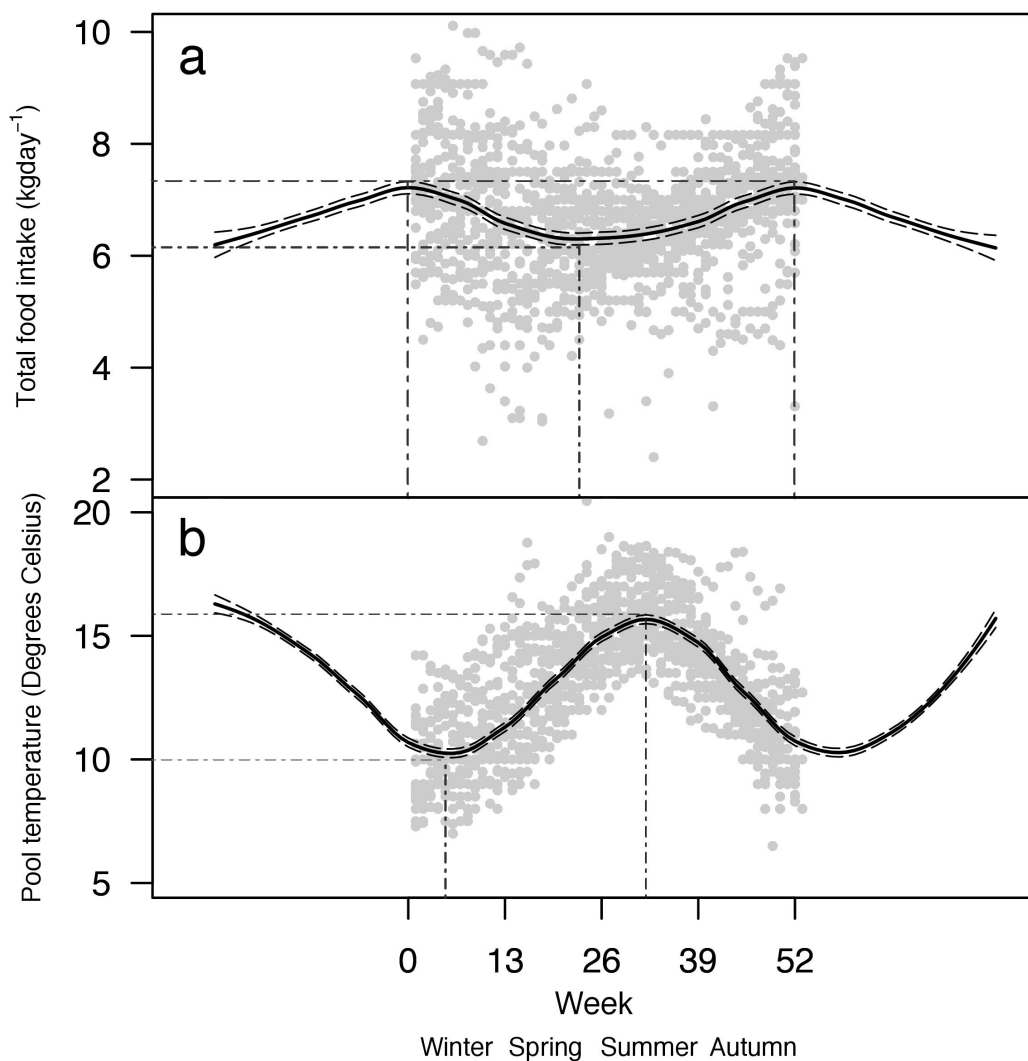 a
Total food intake (kgday⁻¹)
10
8
6
4
2
b
Pool temperature (Degrees Celsius)
20
15
10
5
0 13 26 39 52
Week
Winter Spring Summer Autumn